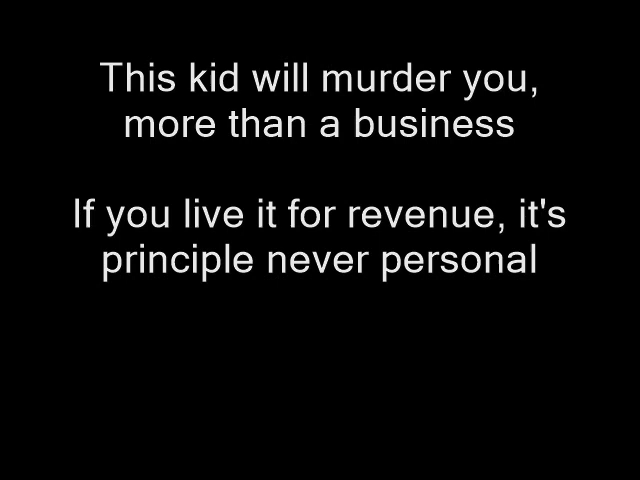 This kid will murder you,
more than a business
If you live it for revenue, it's
principle never personal